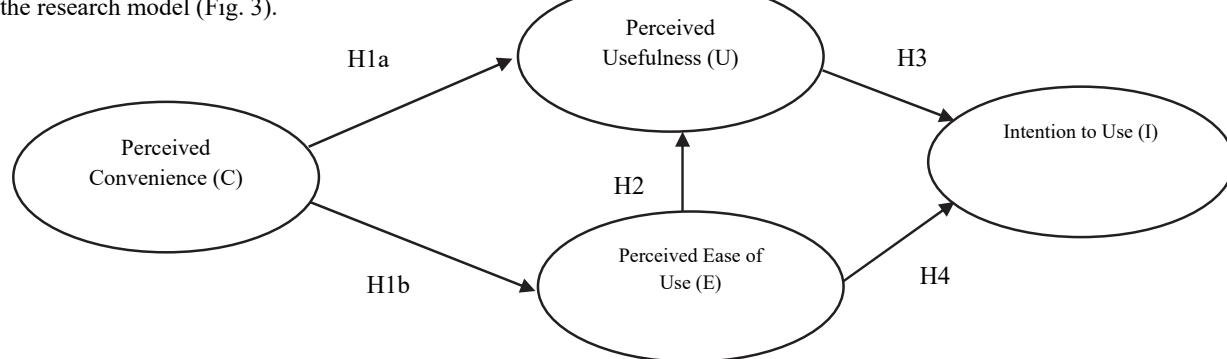 the research model (Fig. 3).
Perceived
Usefulness (U)
H1a
H3
Intention to Use (I)
Perceived
Convenience (C)
H2
Perceived Ease of
Use (E)
H1b
H4